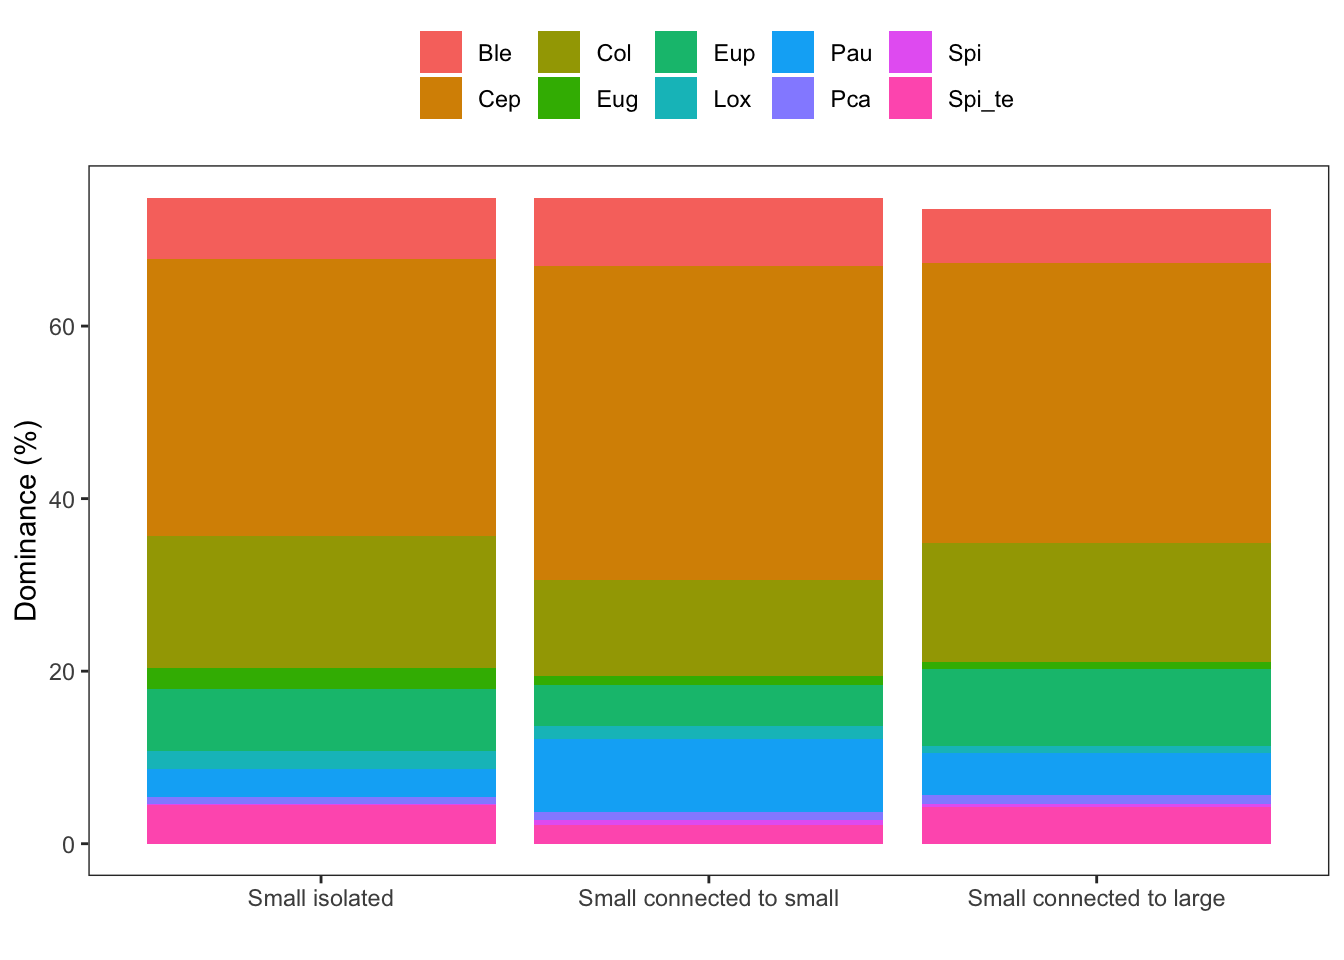 Ble Col Eup Pau Spi
Cep Eug Lox Pca Spi_te
Dominance (%)
60
40
20
0
Small isolated Small connected to small Small connected to large